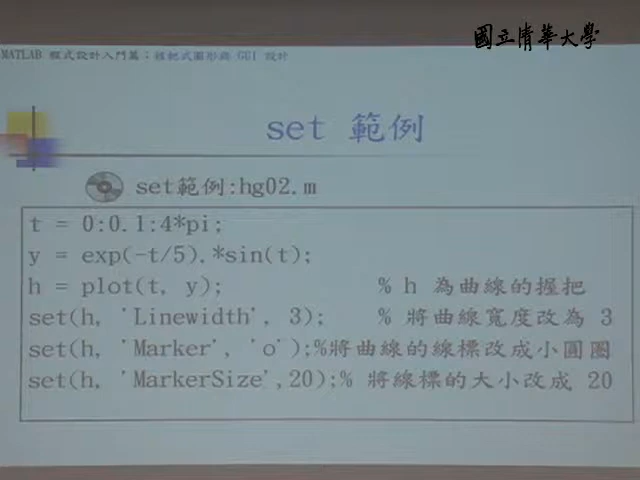 國立清華大學
MATLAB 程式設計入門篇：握把式圖形與 GUI 設計
set 範例
set範例:hg02.m
t = 0:0.1:4*pi;
y = exp(-t/5).*sin(t);
h = plot(t, y); % h 為曲線的握把
set(h, 'Linewidth', 3); % 將曲線寬度改為 3
set(h, 'Marker', 'o');%將曲線的線標改成小圓圈
set(h, 'MarkerSize',20);% 將線標的大小改成 20